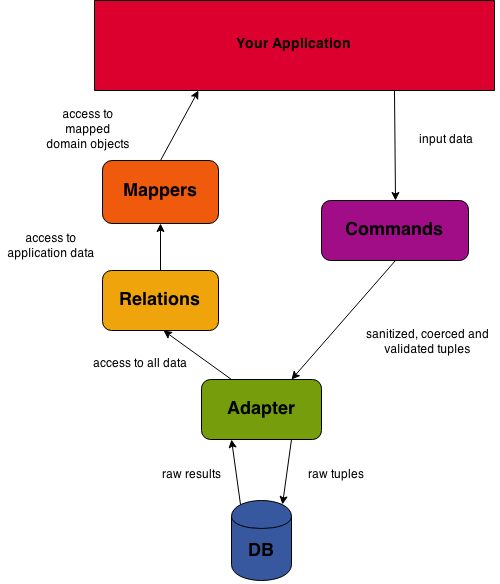 Your Application
access to
mapped
domain objects
input data
Mappers
Commands
access to
application data
Relations
sanitized, coerced and
validated tuples
access to all data
Adapter
raw results
raw tuples
DB